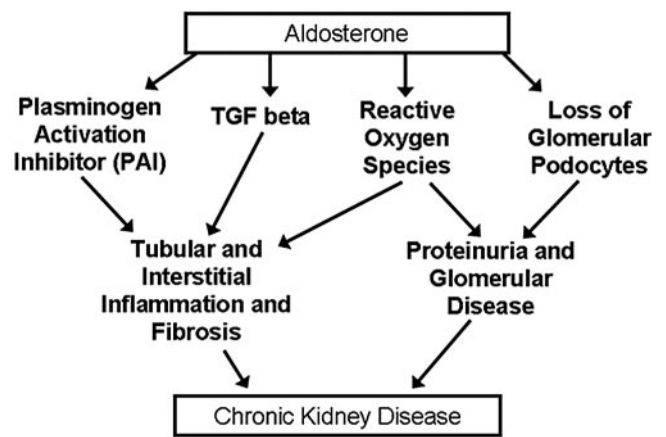 Aldosterone
Plasminogen
Activation
Inhibitor (PAI)
TGF beta
Reactive
Oxygen
Species
Loss of
Glomerular
Podocytes
Tubular and
Interstitial
Inflammation and
Fibrosis
Proteinuria and
Glomerular
Disease
Chronic Kidney Disease